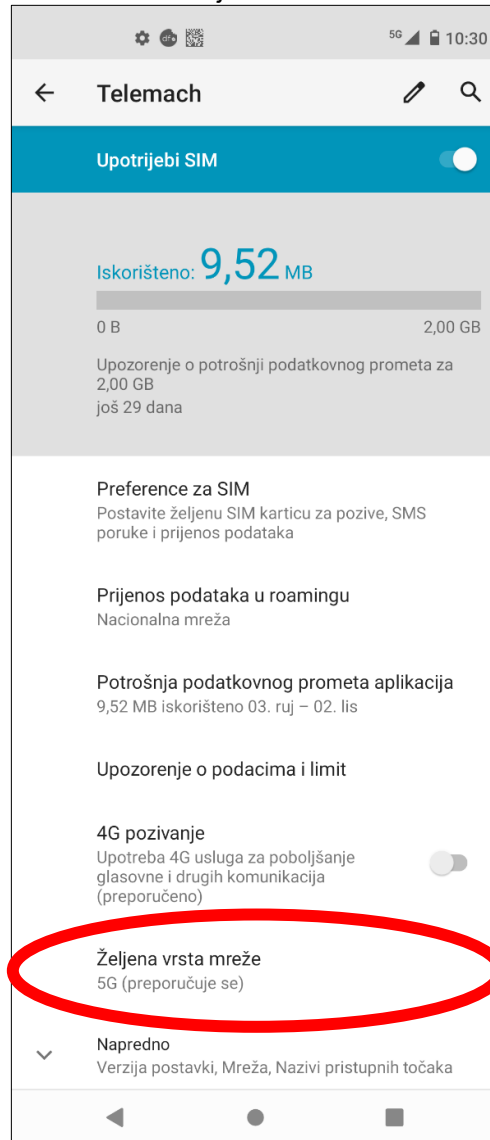 5G 10:30
Telemach
Upotrijebi SIM
Iskorišteno: 9,52 MB
0 B 2,00 GB
Upozorenje o potrošnji podatkovnog prometa za
2,00 GB
još 29 dana
Preference za SIM
Postavite željenu SIM karticu za pozive, SMS
poruke i prijenos podataka
Prijenos podataka u roamingu
Nacionalna mreža
Potrošnja podatkovnog prometa aplikacija
9,52 MB iskorišteno 03. ruj – 02. lis
Upozorenje o podacima i limit
4G pozivanje
Upotreba 4G usluga za poboljšanje
glasovne i drugih komunikacija
(preporučeno)
Željena vrsta mreže
5G (preporučuje se)
Napredno
Verzija postavki, Mreža, Nazivi pristupnih točaka